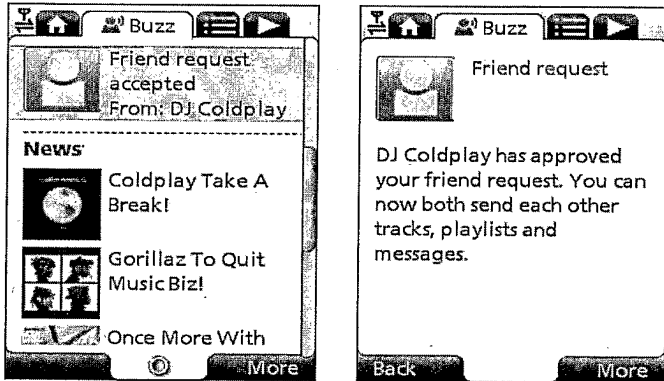 Buzz
Friend request
accepted
From: DJ Coldplay
News
Coldplay Take A
Break!
Gorillaz To Quit
Music Biz!
Once More With
More
Buzz
Friend request
DJ Coldplay has approved
your friend request. You can
now both send each other
tracks, playlists and
messages.
Back
More